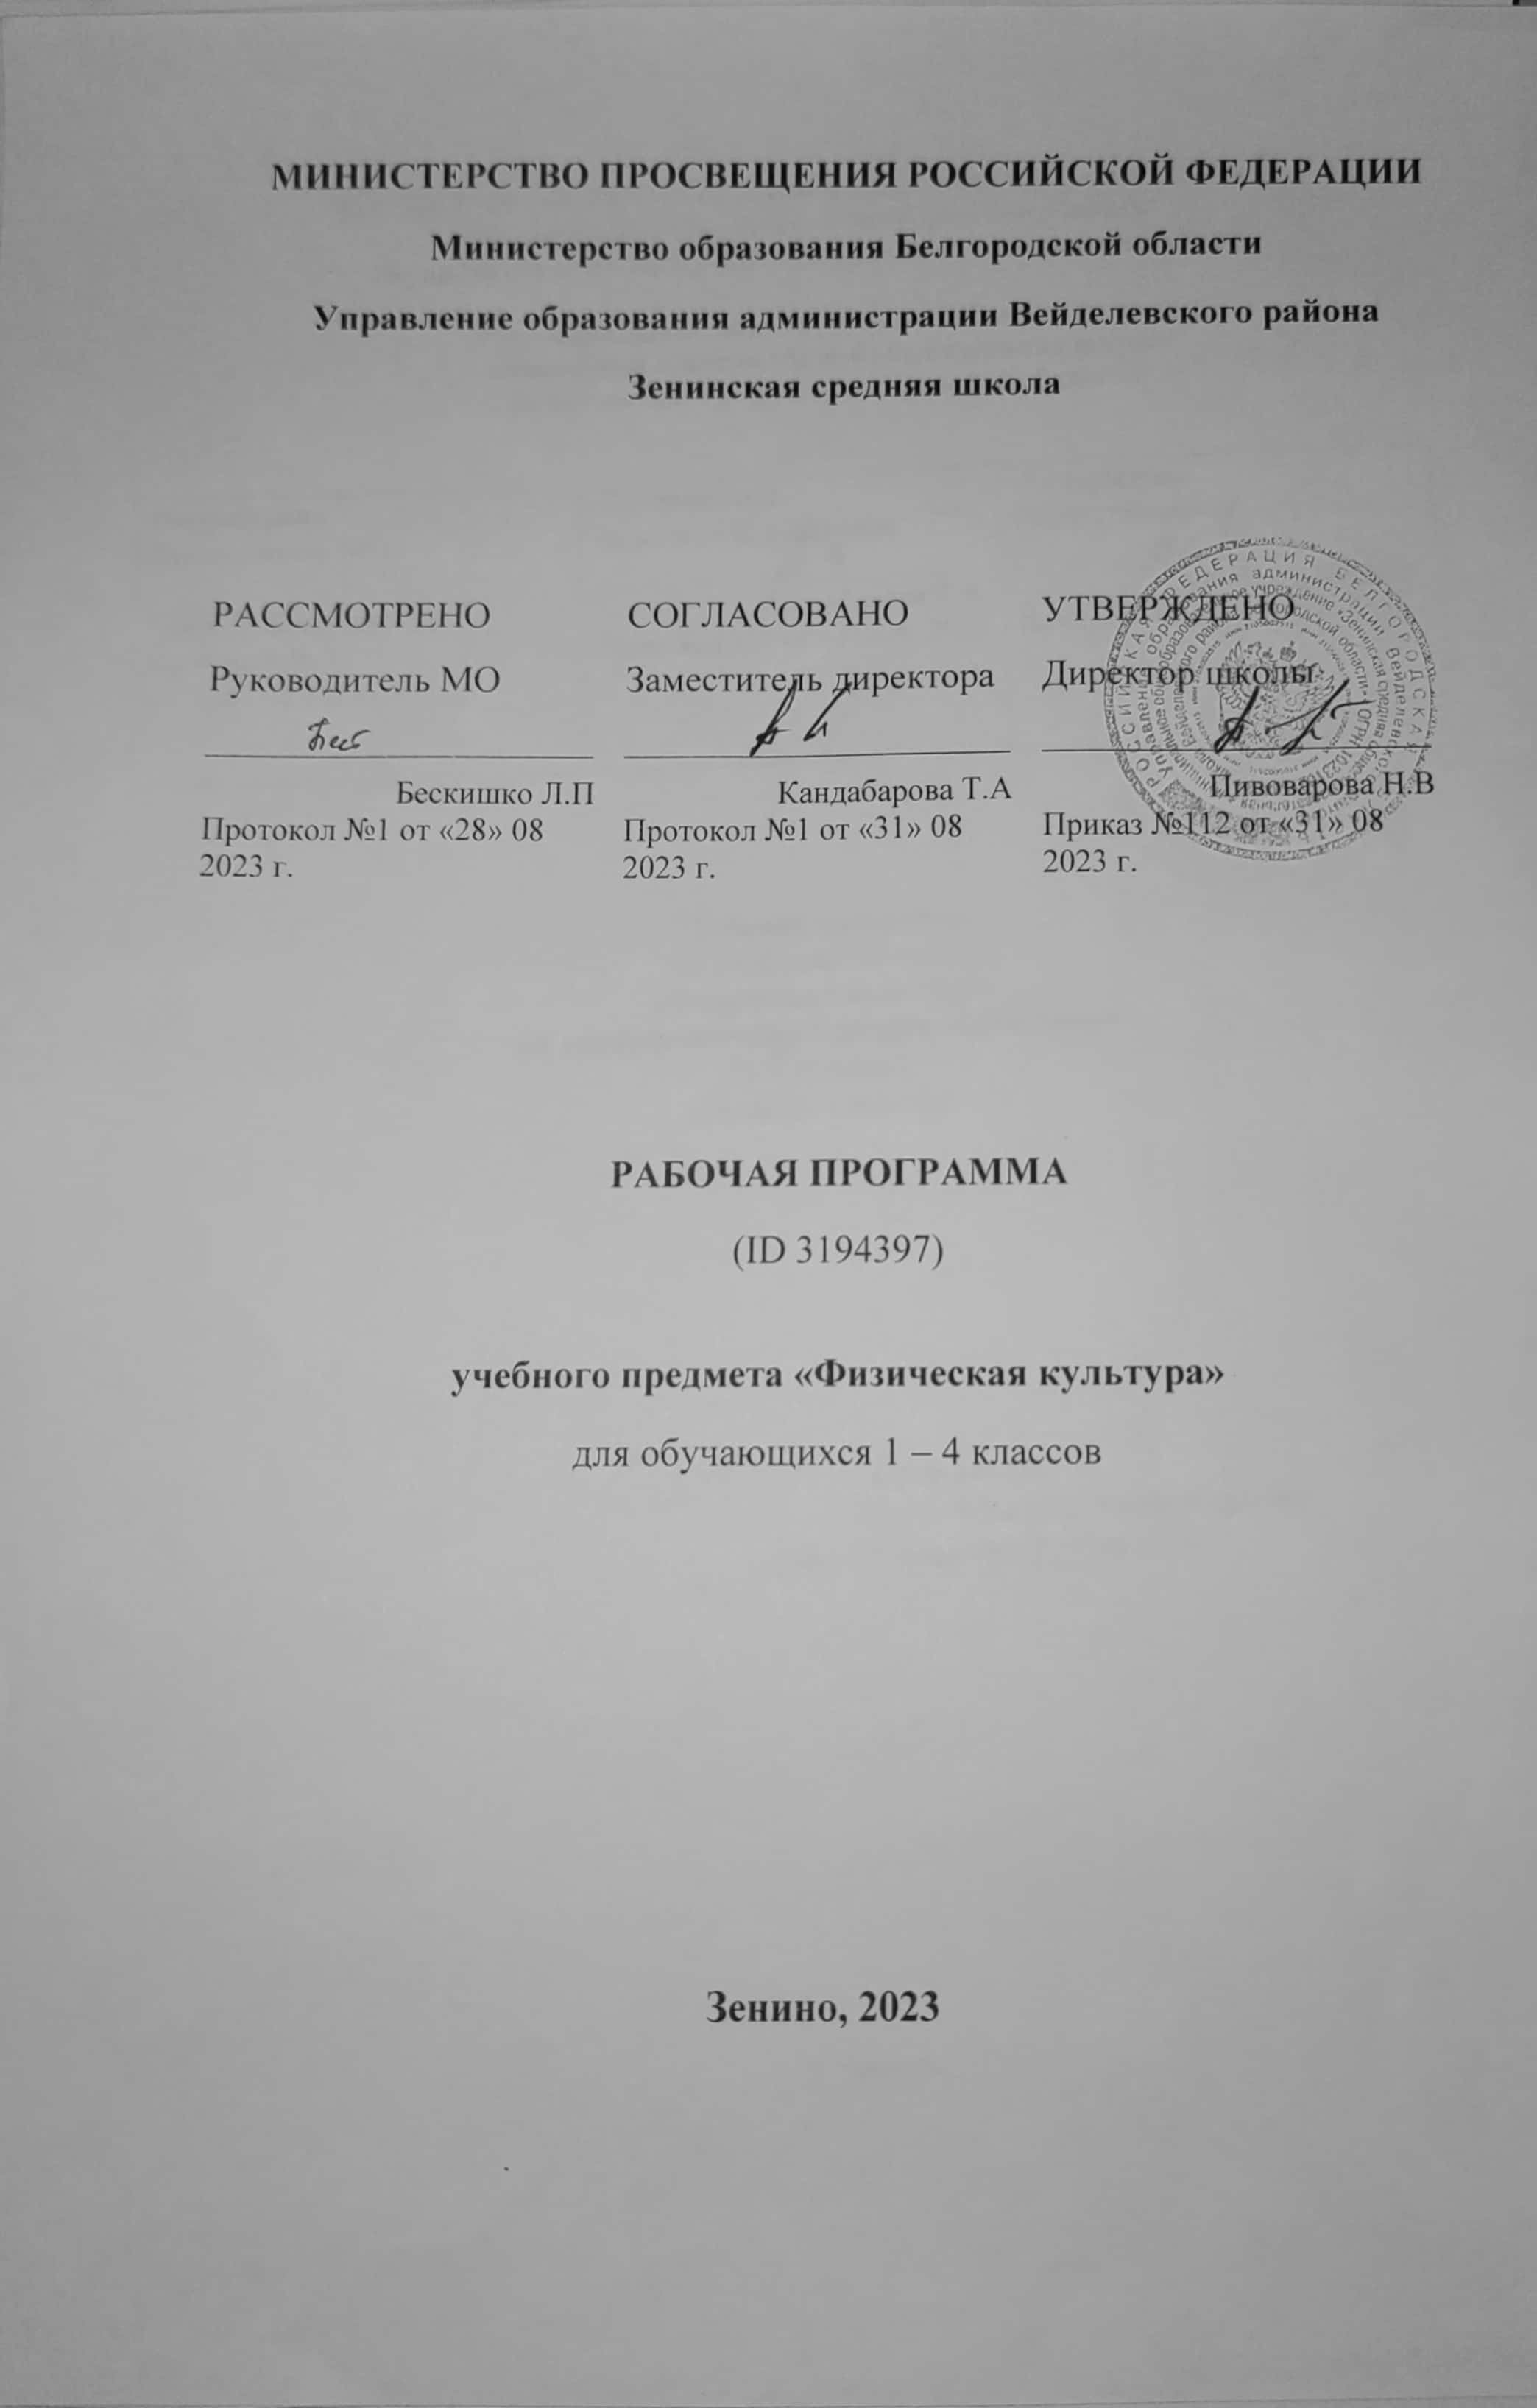 МИНИСТЕРСТВО ПРОСВЕЩЕНИЯ РОССИЙСКОЙ ФЕДЕРАЦИИ
Министерство образования Белгородской области
Управление образования администрации Вейделевского района
Зенинская средняя школа
РАССМОТРЕНО
Руководитель МО
Бескишко Л.П
Протокол №1 от «28» 08
2023 г.
СОГЛАСОВАНО
Заместитель директора
Кандабарова Т.А
Протокол №1 от «31» 08
2023 г.
УТВЕРЖДЕНО
Директор школы
Пивоварова Н.В
Приказ №112 от «31» 08
2023 г.
РАБОЧАЯ ПРОГРАММА
(ID 3194397)
учебного предмета «Физическая культура»
для обучающихся 1 – 4 классов
Зенино, 2023